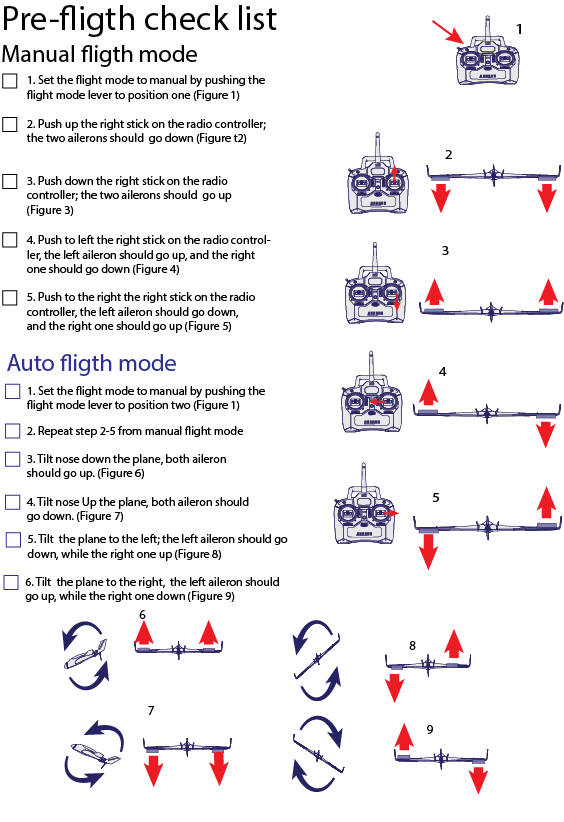 Pre-fligth check list
Manual fligth mode
1. Set the flight mode to manual by pushing the
flight mode lever to position one (Figure 1)
2. Push up the right stick on the radio controller;
the two ailerons should  go down (Figure t2)
3. Push down the right stick on the radio
controller; the two ailerons should  go up
(Figure 3)
4. Push to left the right stick on the radio control-
ler, the left aileron should go up, and the right
one should go down (Figure 4)
5. Push to the right the right stick on the radio
controller, the left aileron should go down,
and the right one should go up (Figure 5)
Auto fligth mode
1. Set the flight mode to manual by pushing the
flight mode lever to position two (Figure 1)
2. Repeat step 2-5 from manual flight mode
3. Tilt nose down the plane, both aileron
should go up. (Figure 6)
4. Tilt nose Up the plane, both aileron should
go down. (Figure 7)
5. Tilt  the plane to the left; the left aileron should go
down, while the right one up (Figure 8)
6. Tilt  the plane to the right,  the left aileron should
go up, while the right one down (Figure 9)
1
2
3
4
5
6
8
7
9